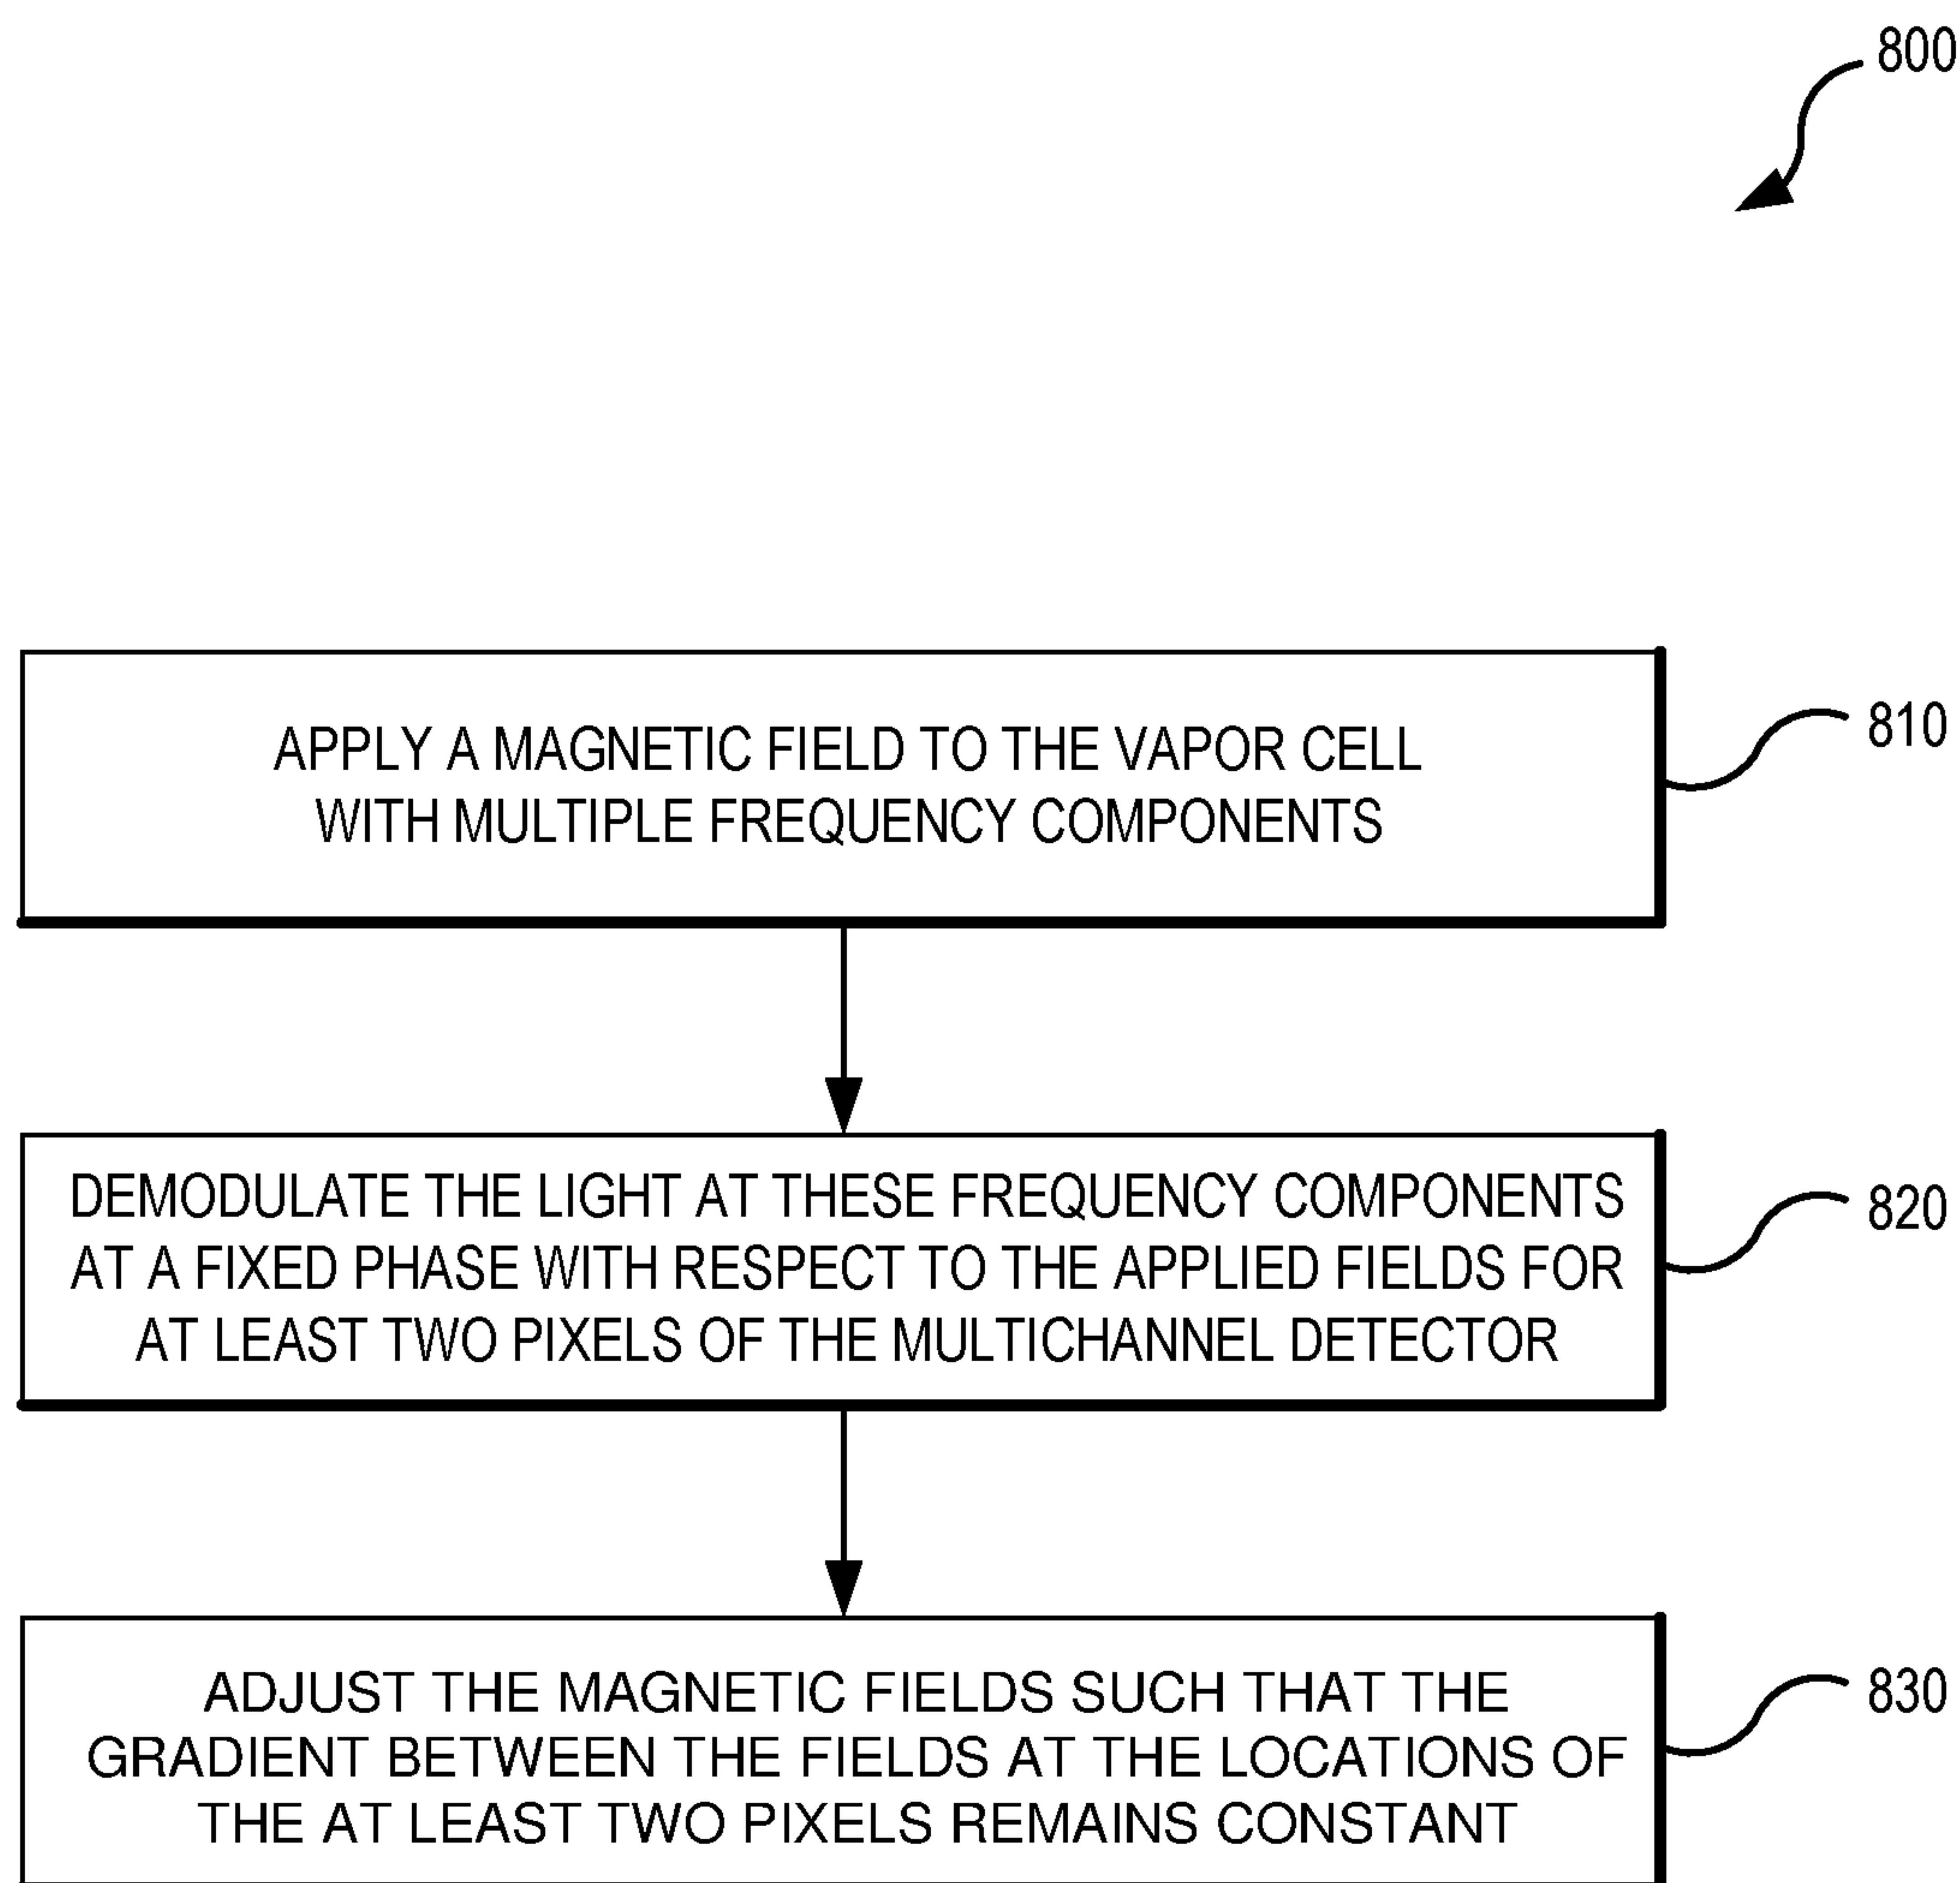 800
APPLY A MAGNETIC FIELD TO THE VAPOR CELL
WITH MULTIPLE FREQUENCY COMPONENTS
810
DEMODULATE THE LIGHT AT THESE FREQUENCY COMPONENTS
AT A FIXED PHASE WITH RESPECT TO THE APPLIED FIELDS FOR
AT LEAST TWO PIXELS OF THE MULTICHANNEL DETECTOR
820
ADJUST THE MAGNETIC FIELDS SUCH THAT THE
GRADIENT BETWEEN THE FIELDS AT THE LOCATIONS OF
THE AT LEAST TWO PIXELS REMAINS CONSTANT
830